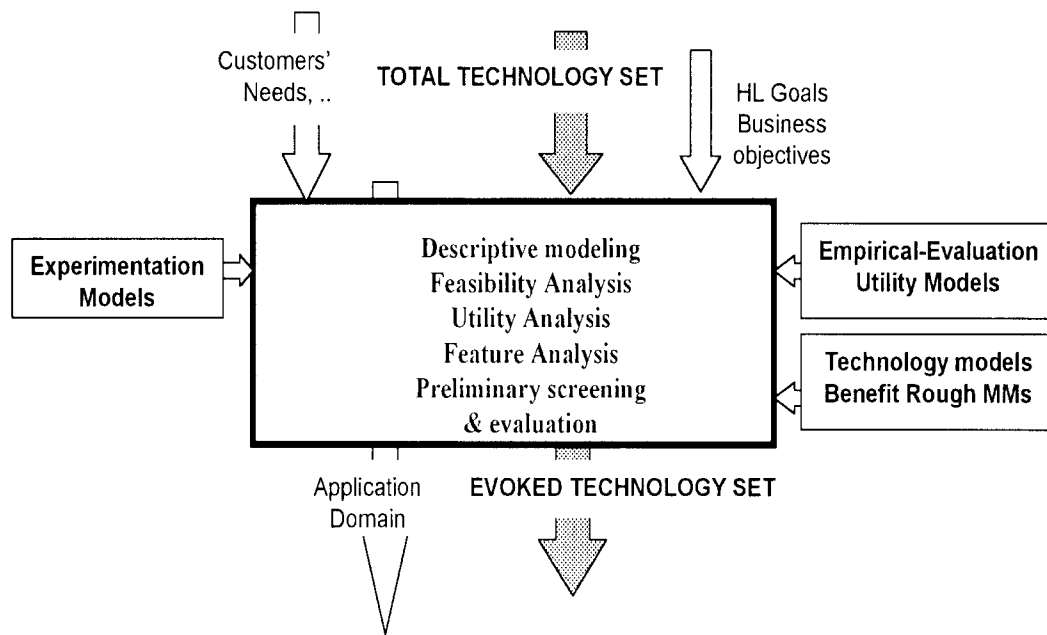 Customers'
Needs, ..
TOTAL TECHNOLOGY SET
HL Goals
Business
objectives
Experimentation
Models
Descriptive modeling
Feasibility Analysis
Utility Analysis
Feature Analysis
Preliminary screening
& evaluation
Empirical-Evaluation
Utility Models
Technology models
Benefit Rough MMs
Application
Domain
EVOKED TECHNOLOGY SET